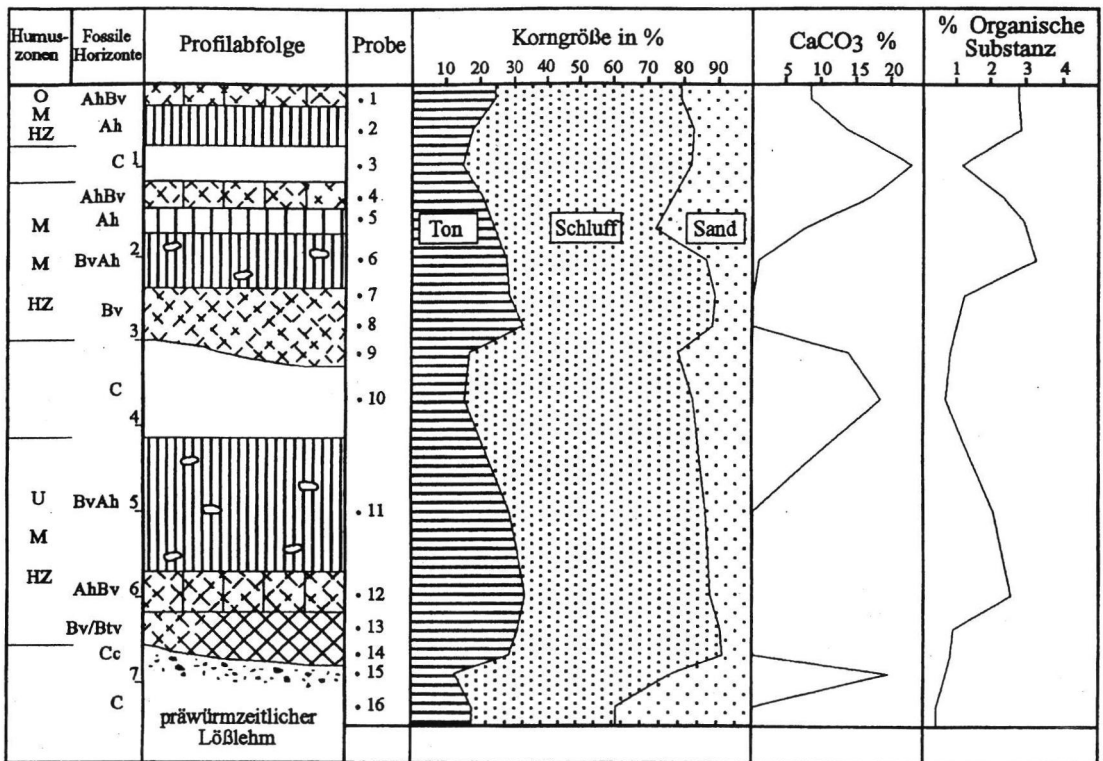 Humus-
zonen
Fossile
Horizonte
Profilabfolge
Probe
Korngröße in %
10 20 30 40 50 60 70 80 90
CaCO3 %
5 10 15 20
% Organische
Substanz
1 2 3 4
O
M
HZ
M
M
HZ
U
M
HZ
AhBv
Ah
C
AhBv
Ah
BvAh
Bv
C
BvAh
AhBv
Bv/Btv
Cc
C
1
2
3
4
5
6
7
präwürmzeitlicher
Lößlehm
1
2
3
4
5
6
7
8
9
10
11
12
13
14
15
16
Ton
Schluff
Sand